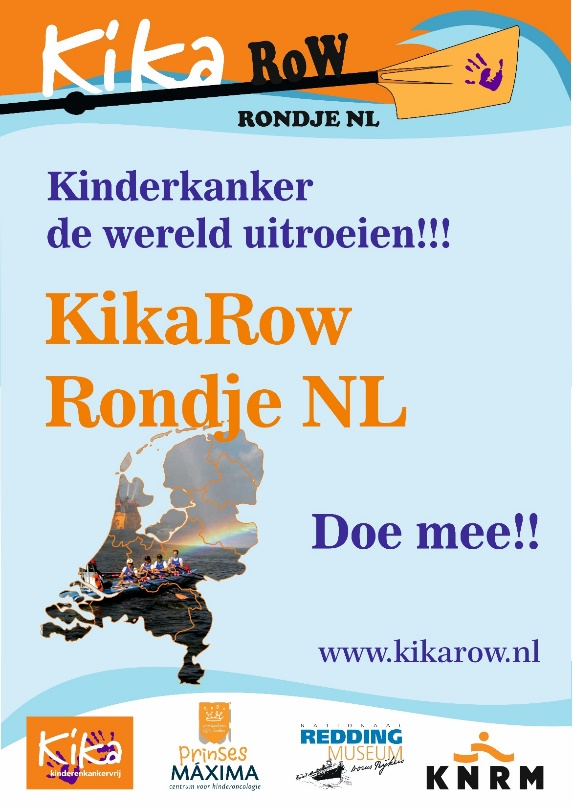 Kika RoW
RONDJE NL
Kinderkanker
de wereld uitroeien!!!
KikaRow
Rondje NL
Doe mee!!
www.kikarow.nl
Kika
kinderenkankervrij
prinses
MÁXIMA
centrum voor kinderoncologie
NATIONAAL
REDDING
MUSEUM
KNRM